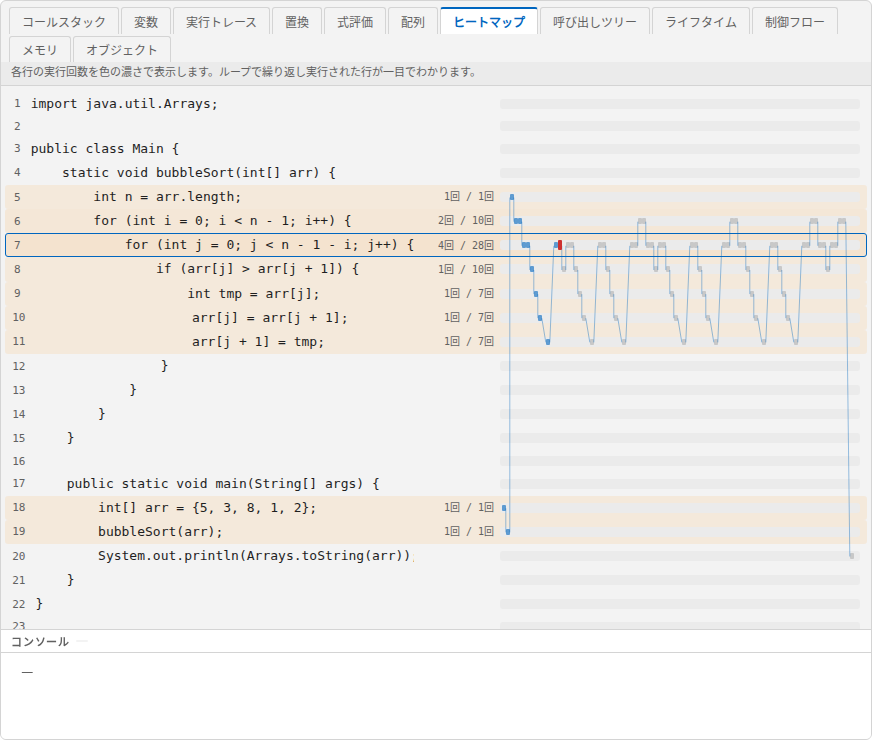 コールスタック 変数 実行トレース 置換 式評価 配列 ヒートマップ 呼び出しツリー ライフタイム 制御フロー
メモリ オブジェクト
各行の実行回数を色の濃さで表示します。ループで繰り返し実行された行が一目でわかります。
1 import java.util.Arrays;
2
3 public class Main {
4 static void bubbleSort(int[] arr) {
5 int n = arr.length; 1回 / 1回
6 for (int i = 0; i < n - 1; i++) { 2回 / 10回
7 for (int j = 0; j < n - 1 - i; j++) { 4回 / 28回
8 if (arr[j] > arr[j + 1]) { 1回 / 10回
9 int tmp = arr[j]; 1回 / 7回
10 arr[j] = arr[j + 1]; 1回 / 7回
11 arr[j + 1] = tmp; 1回 / 7回
12 }
13 }
14 }
15 }
16
17 public static void main(String[] args) {
18 int[] arr = {5, 3, 8, 1, 2}; 1回 / 1回
19 bubbleSort(arr); 1回 / 1回
20 System.out.println(Arrays.toString(arr))
21 }
22 }
23
コンソール
—